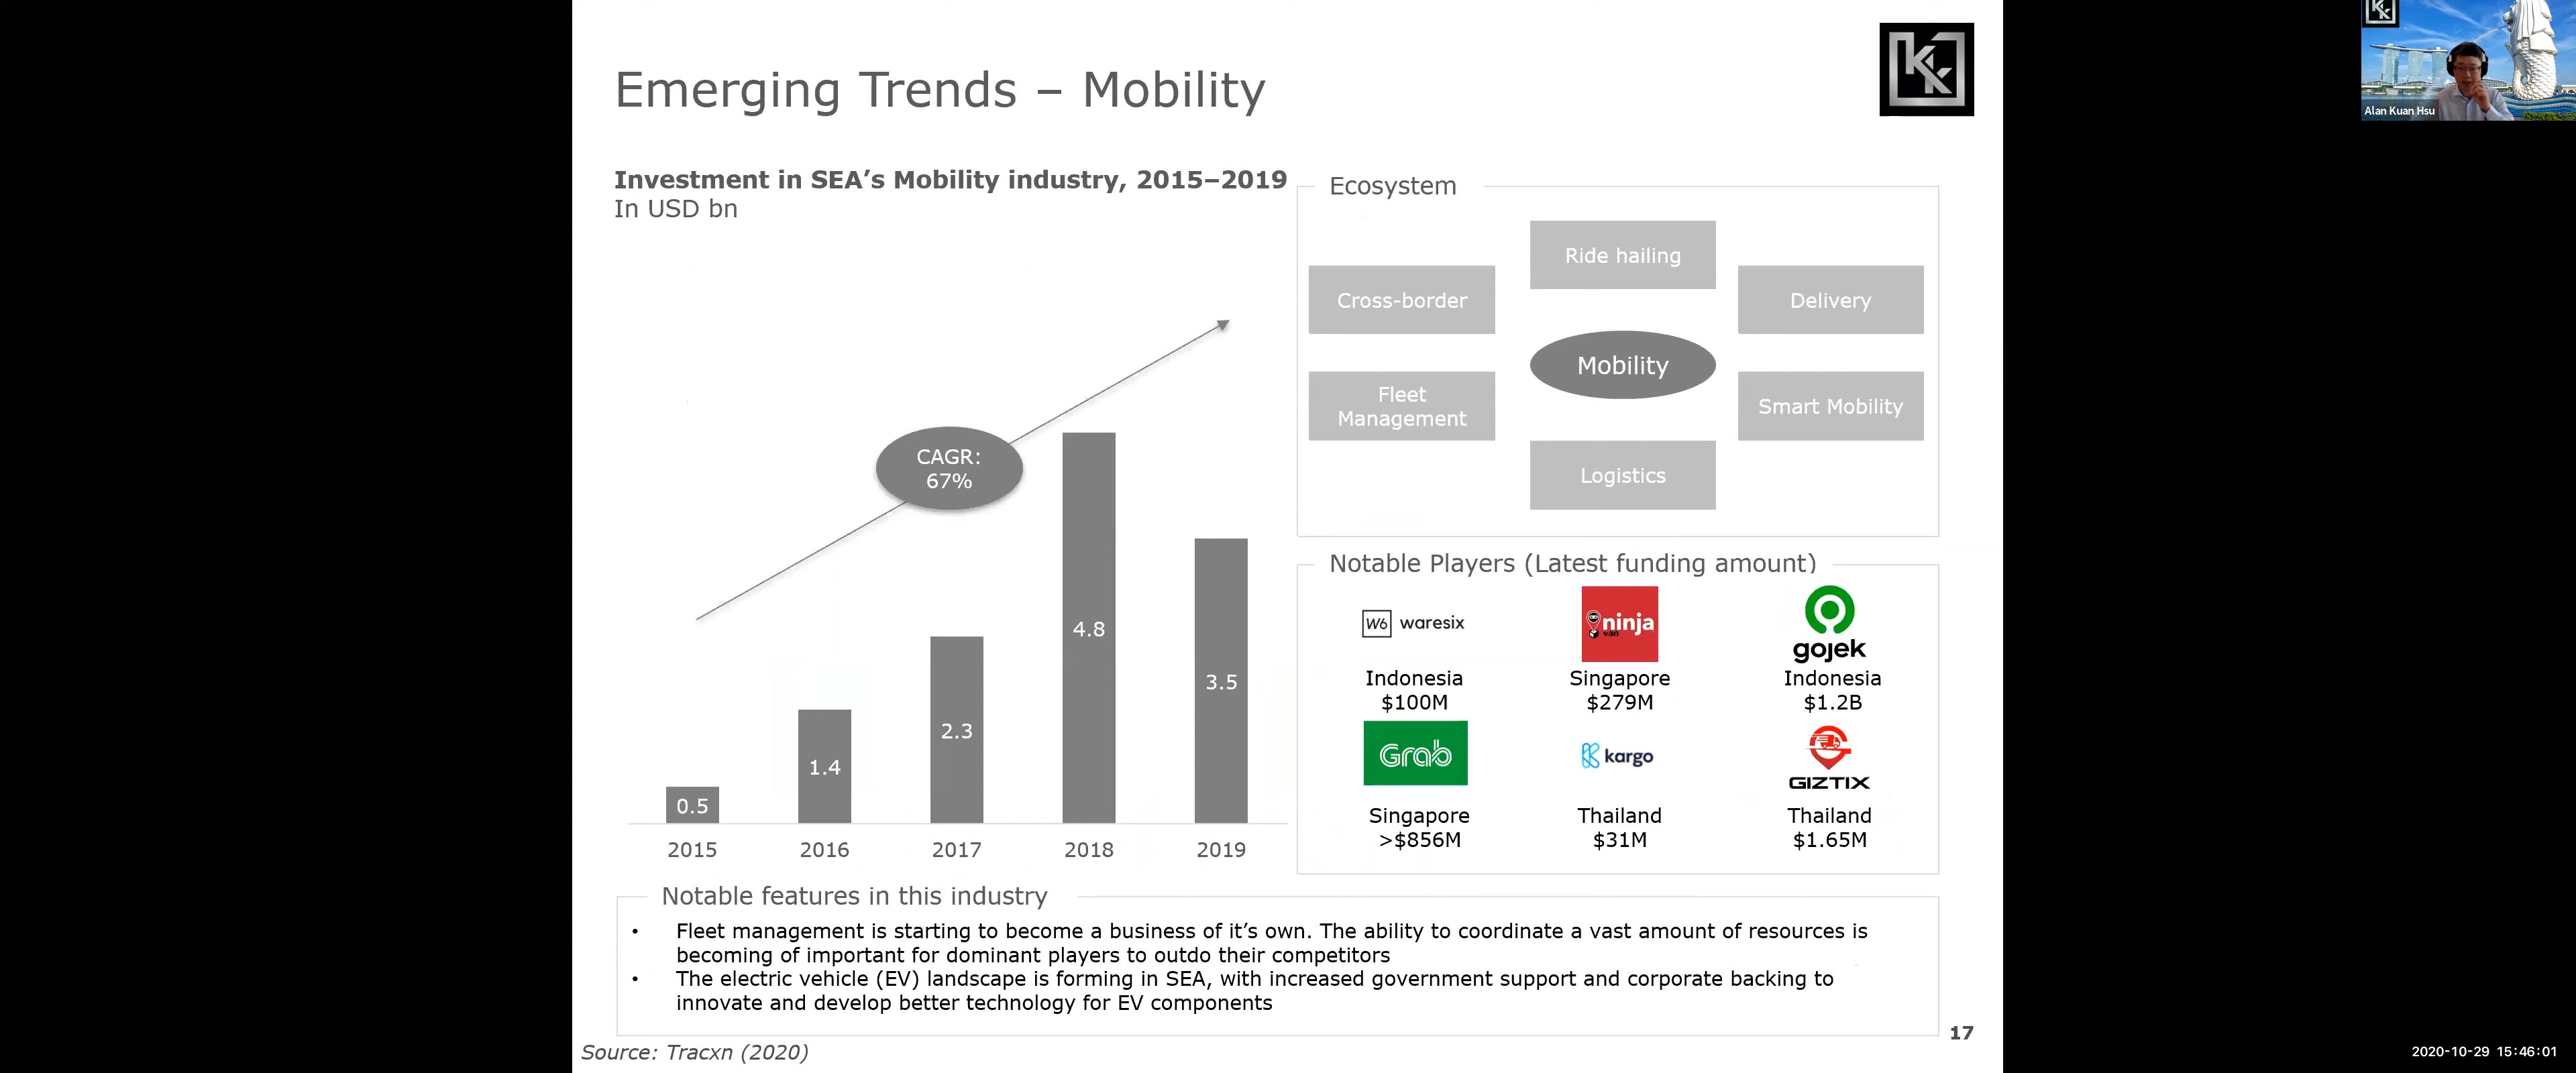 Emerging Trends – Mobility
Investment in SEA’s Mobility industry, 2015–2019
In USD bn
CAGR:
67%
0.5
1.4
2.3
4.8
3.5
2015
2016
2017
2018
2019
Ecosystem
Ride hailing
Cross-border
Delivery
Mobility
Fleet
Management
Smart Mobility
Logistics
Notable Players (Latest funding amount)
W6 waresix
ninja
van
gojek
Indonesia
$100M
Singapore
$279M
Indonesia
$1.2B
Grab
kargo
GIZTIX
Singapore
>$856M
Thailand
$31M
Thailand
$1.65M
Notable features in this industry
• Fleet management is starting to become a business of it’s own. The ability to coordinate a vast amount of resources is
becoming of important for dominant players to outdo their competitors
• The electric vehicle (EV) landscape is forming in SEA, with increased government support and corporate backing to
innovate and develop better technology for EV components
17
Source: Tracxn (2020)
KK
KK
Alan Kuan Hsu
2020-10-29 15:46:01